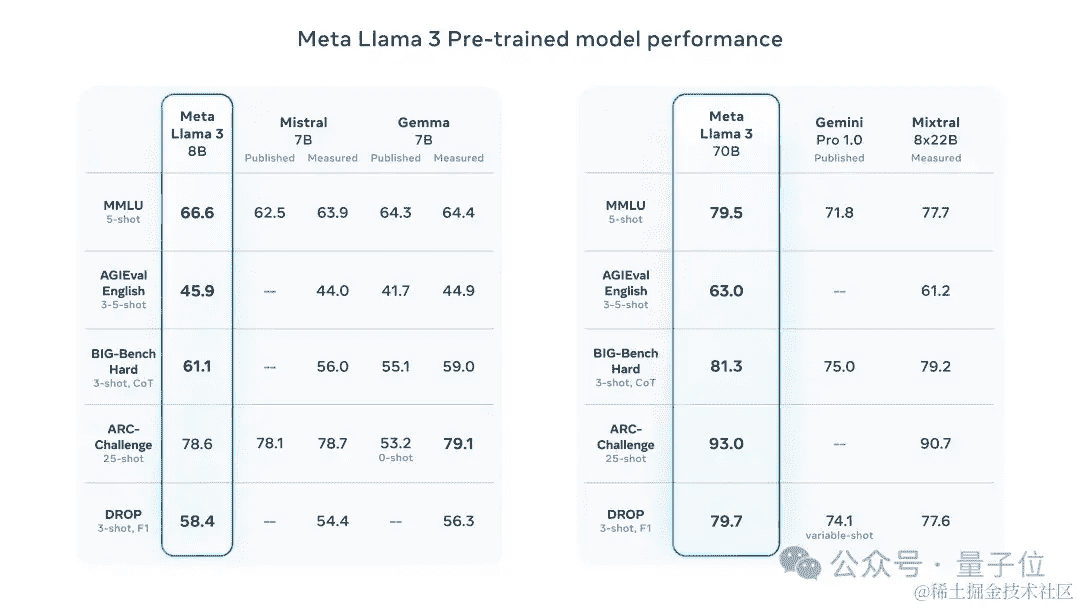 Meta Llama 3 Pre-trained model performance
Meta
Llama 3
8B
Mistral
7B
Gemma
7B
Published Measured Published Measured
MMLU
5-shot
66.6 62.5 63.9 64.3 64.4
AGIEval
English
3-5-shot
45.9 -- 44.0 41.7 44.9
BIG-Bench
Hard
3-shot, CoT
61.1 -- 56.0 55.1 59.0
ARC-
Challenge
25-shot
78.6 78.1 78.7 53.2 79.1
0-shot
DROP
3-shot, F1
58.4 -- 54.4 -- 56.3
Meta
Llama 3
70B
Gemini
Pro 1.0
Published
Mixtral
8x22B
Measured
MMLU
5-shot
79.5 71.8 77.7
AGIEval
English
3-5-shot
63.0 -- 61.2
BIG-Bench
Hard
3-shot, CoT
81.3 75.0 79.2
ARC-
Challenge
25-shot
93.0 -- 90.7
DROP
3-shot, F1
79.7 74.1 77.6
variable-shot
公众号 · 量子位
@稀土掘金技术社区